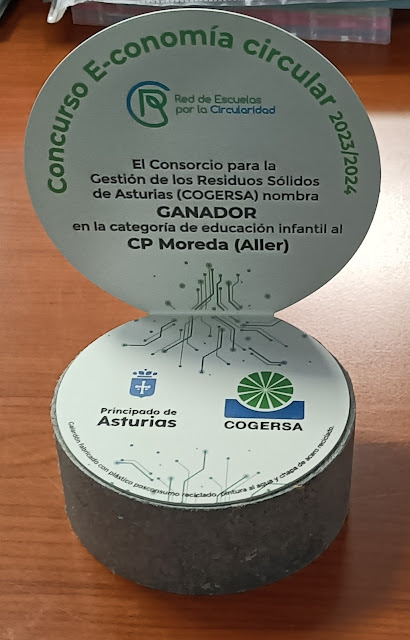 Concurso E-conomía circular 2023/2024
Red de Escuelas
por la Circularidad
El Consorcio para la
Gestión de los Residuos Sólidos
de Asturias (COGERSA) nombra
GANADOR
en la categoría de educación infantil al
CP Moreda (Aller)
Principado de
Asturias
COGERSA
Galardón fabricado con plástico posconsumo reciclado, pintura al agua y chapa de acero reciclado.